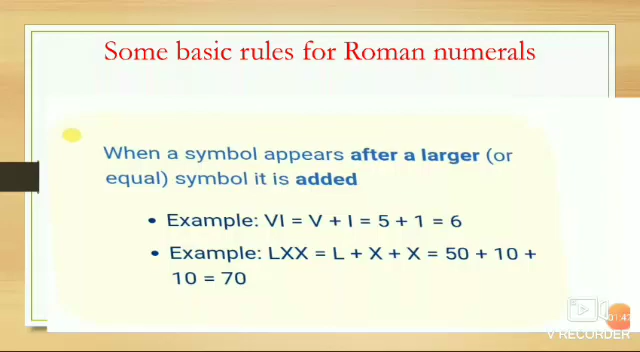 Some basic rules for Roman numerals
When a symbol appears after a larger (or
equal) symbol it is added
• Example: VI = V + I = 5 + 1 = 6
• Example: LXX = L + X + X = 50 + 10 +
10 = 70
V RECORDER